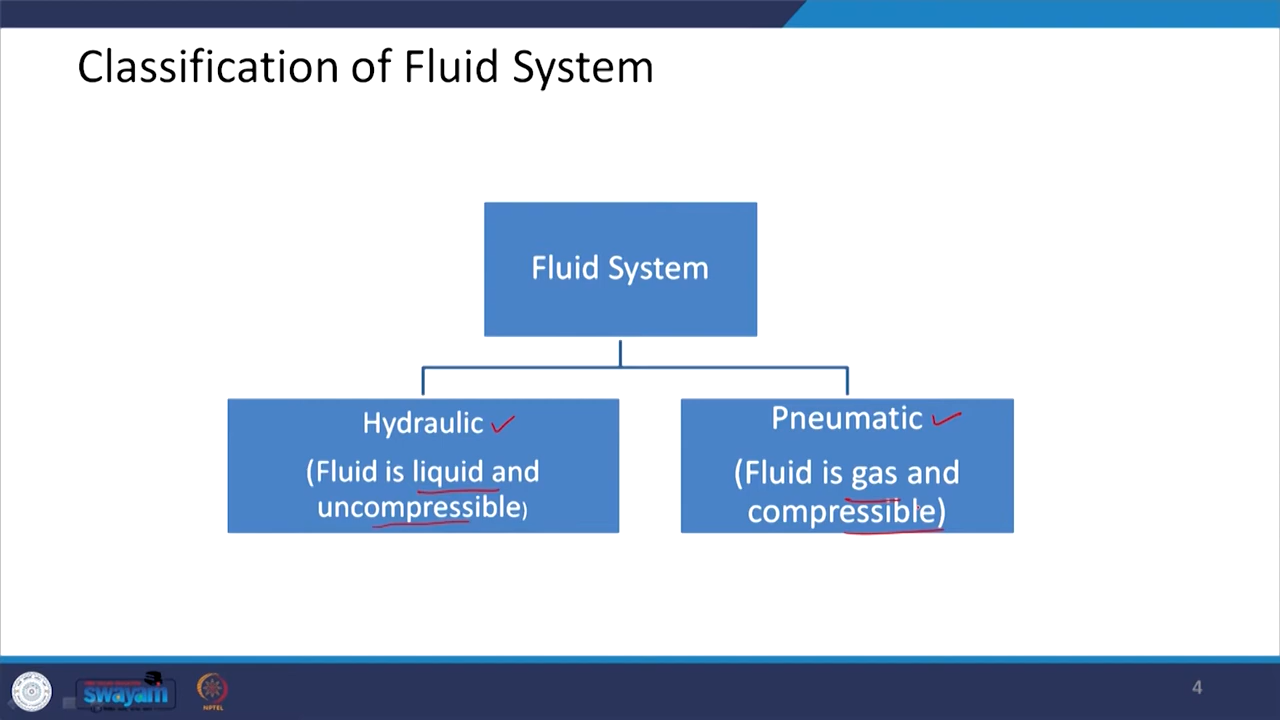 Classification of Fluid System
Fluid System
Hydraulic
(Fluid is liquid and
uncompressible)
Pneumatic
(Fluid is gas and
compressible)
swayam
NPTEL
4